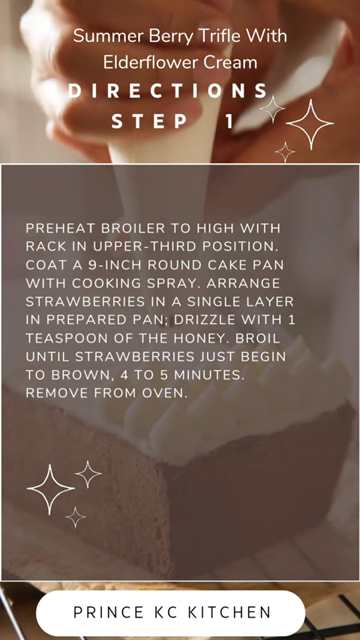 Summer Berry Trifle With
Elderflower Cream
DIRECTIONS
STEP 1
PREHEAT BROILER TO HIGH WITH
RACK IN UPPER-THIRD POSITION.
COAT A 9-INCH ROUND CAKE PAN
WITH COOKING SPRAY. ARRANGE
STRAWBERRIES IN A SINGLE LAYER
IN PREPARED PAN; DRIZZLE WITH 1
TEASPOON OF THE HONEY. BROIL
UNTIL STRAWBERRIES JUST BEGIN
TO BROWN, 4 TO 5 MINUTES.
REMOVE FROM OVEN.
PRINCE KC KITCHEN